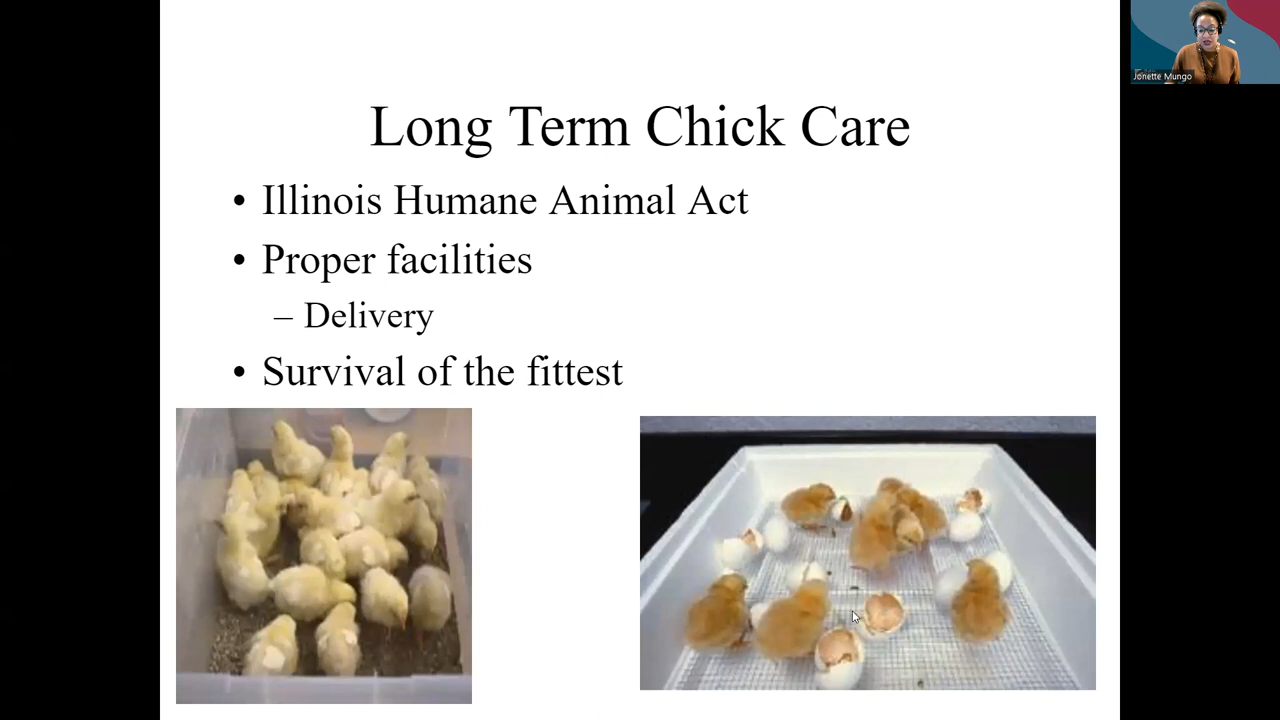 Jonette Mungo
Long Term Chick Care
• Illinois Humane Animal Act
• Proper facilities
– Delivery
• Survival of the fittest